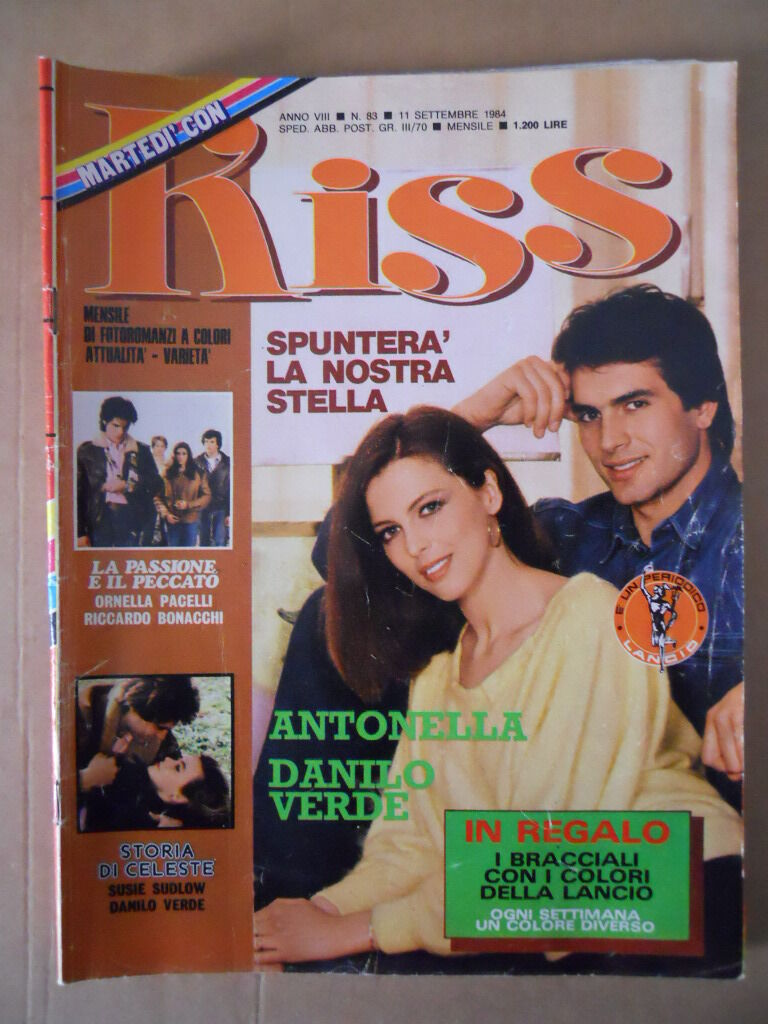 MARTEDI' CON
ANNO VIII ■ N. 83 ■ 11 SETTEMBRE 1984
SPED. ABB. POST. GR. III/70 ■ MENSILE ■ 1.200 LIRE
Kiss
MENSILE
DI FOTOROMANZI A COLORI
ATTUALITA' - VARIETA'
SPUNTERA'
LA NOSTRA
STELLA
LA PASSIONE
E IL PECCATO
ORNELLA PACELLI
RICCARDO BONACCHI
E' UN PERIODICO
LANCIO
ANTONELLA
DANILO
VERDE
STORIA
DI CELESTE
SUSIE SUDLOW
DANILO VERDE
IN REGALO
I BRACCIALI
CON I COLORI
DELLA LANCIO
OGNI SETTIMANA
UN COLORE DIVERSO